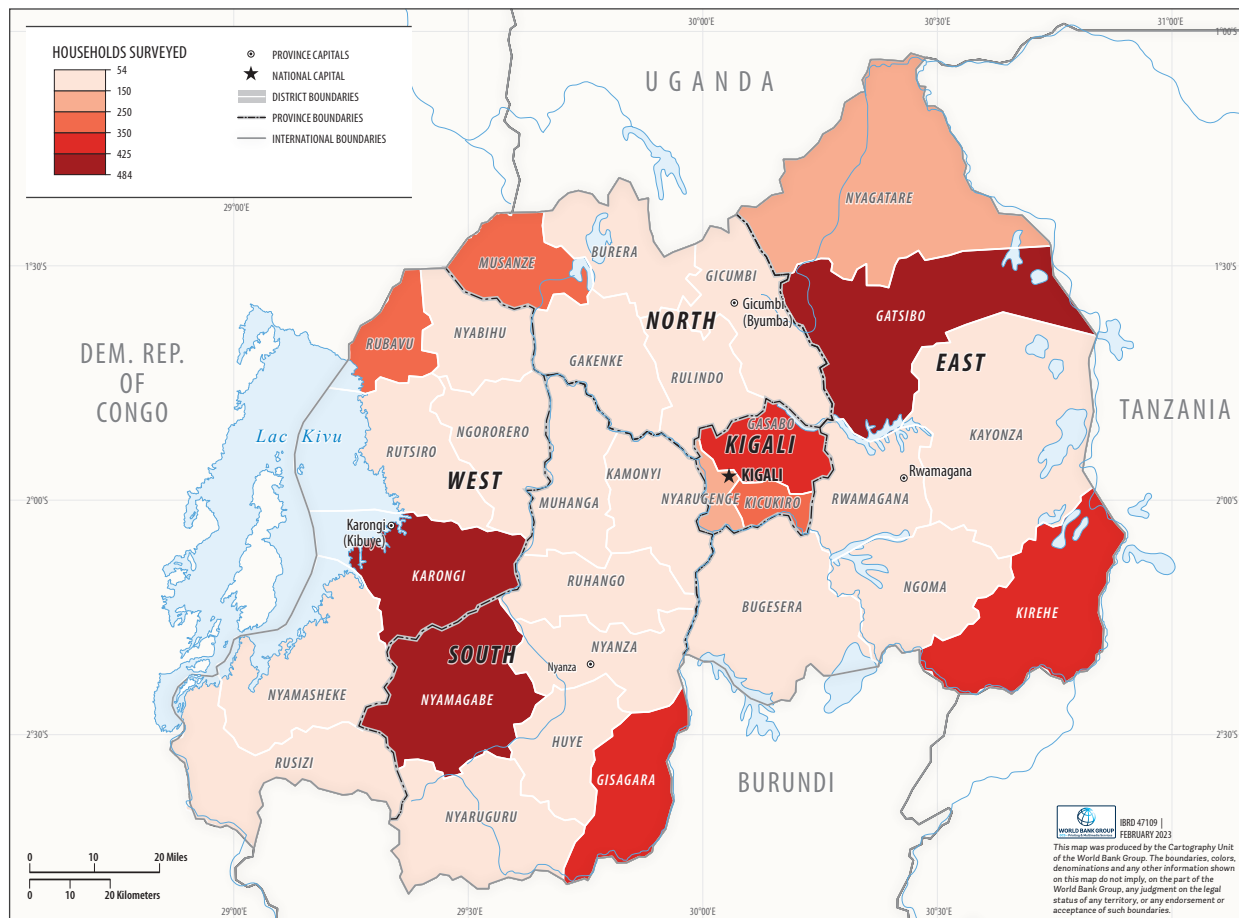 30°00'E
30°30'E
31°00'E
1°00'S
HOUSEHOLDS SURVEYED
54
150
250
350
425
484
PROVINCE CAPITALS
NATIONAL CAPITAL
DISTRICT BOUNDARIES
PROVINCE BOUNDARIES
INTERNATIONAL BOUNDARIES
UGANDA
29°00'E
NYAGATARE
1°30'S
1°30'S
BURERA
MUSANZE
GICUMBI
Gicumbi
(Byumba)
NORTH
GATSIBO
NYABIHU
RUBAVU
DEM. REP.
OF
CONGO
GAKENKE
EAST
RULINDO
TANZANIA
GASABO
KIGALI
KIGALI
Lac Kivu
NGORORERO
RUTSIRO
KAYONZA
WEST
KAMONYI
Rwamagana
2°00'S
2°00'S
MUHANGA
NYARUGENGE
KICUKIRO
RWAMAGANA
Karongi
(Kibuye)
KARONGI
RUHANGO
NGOMA
BUGESERA
KIREHE
NYANZA
SOUTH
Nyanza
NYAMASHEKE
NYAMAGABE
2°30'S
2°30'S
HUYE
RUSIZI
GISAGARA
BURUNDI
NYARUGURU
WORLD BANK GROUP
IBRD 47109 |
FEBRUARY 2023
This map was produced by the Cartography Unit
of the World Bank Group. The boundaries, colors,
denominations and any other information shown
on this map do not imply, on the part of the
World Bank Group, any judgment on the legal
status of any territory, or any endorsement or
acceptance of such boundaries.
0 10 20 Miles
0 10 20 Kilometers
29°00'E
29°30'E
30°00'E
30°30'E